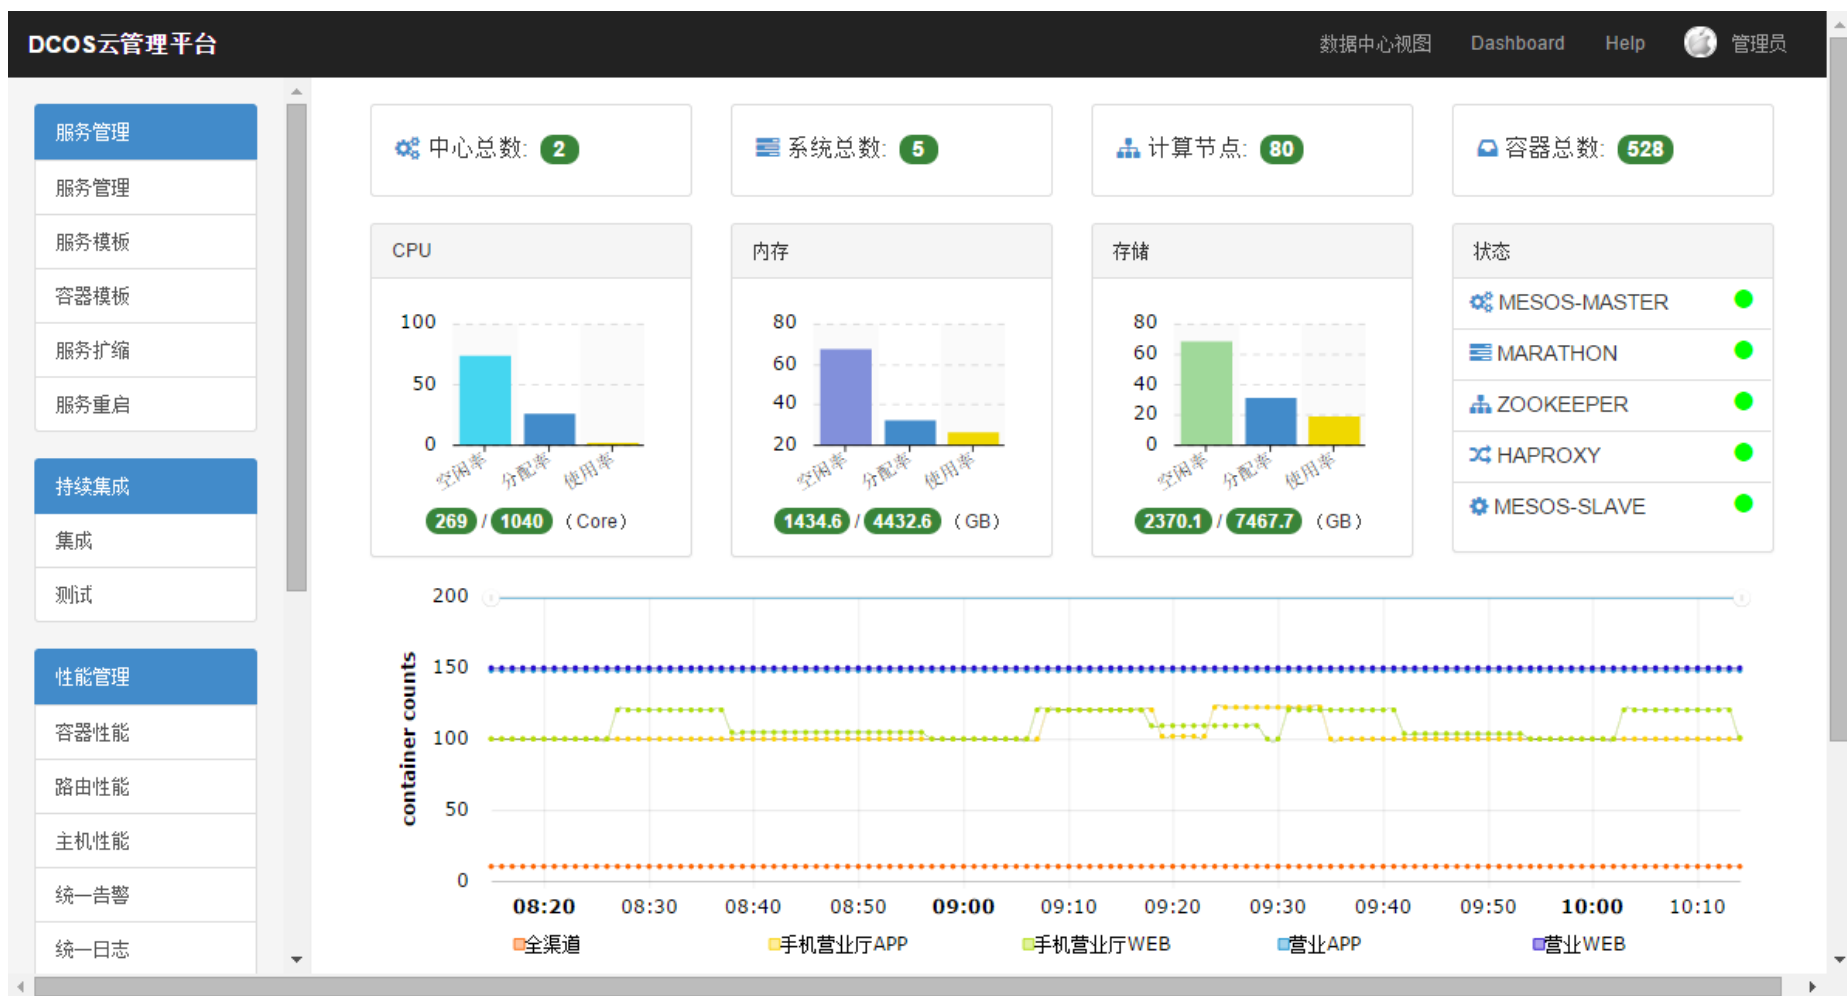 DCOS云管理平台
数据中心视图 Dashboard Help 管理员
服务管理
服务管理
服务模板
容器模板
服务扩缩
服务重启
持续集成
集成
测试
性能管理
容器性能
路由性能
主机性能
统一告警
统一日志
中心总数: 2
系统总数: 5
计算节点: 80
容器总数: 528
CPU
100
50
0
空闲率 分配率 使用率
269 / 1040 (Core)
内存
80
60
40
20
空闲率 分配率 使用率
1434.6 / 4432.6 (GB)
存储
80
60
40
20
0
空闲率 分配率 使用率
2370.1 / 7467.7 (GB)
状态
MESOS-MASTER
MARATHON
ZOOKEEPER
HAPROXY
MESOS-SLAVE
container counts
200
150
100
50
0
08:20 08:30 08:40 08:50 09:00 09:10 09:20 09:30 09:40 09:50 10:00 10:10
全渠道 手机营业厅APP 手机营业厅WEB 营业APP 营业WEB